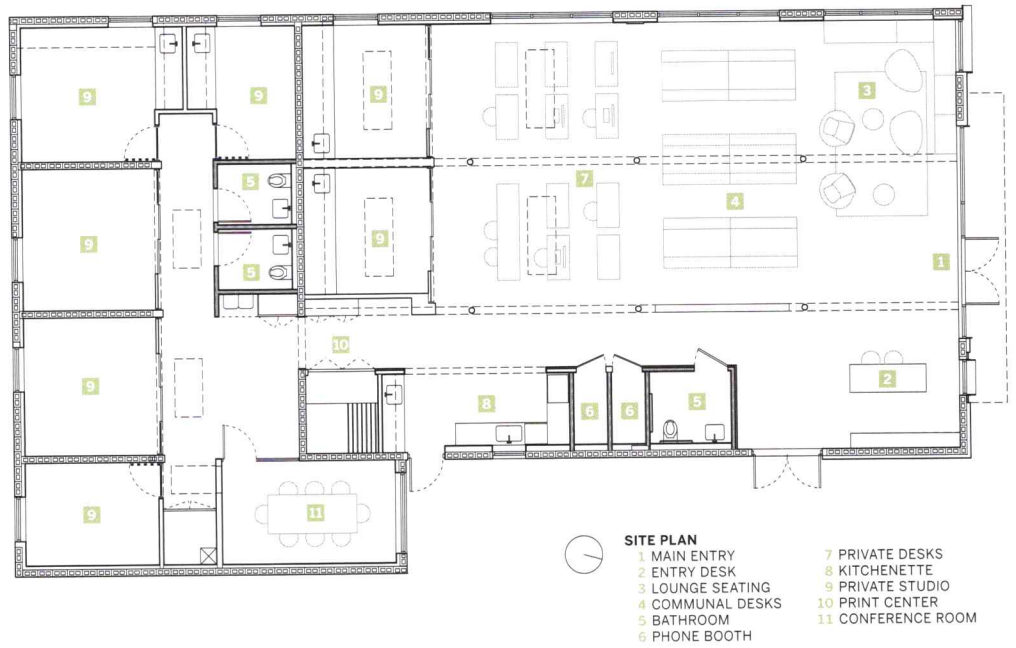 9
9
9
3
5
7
9
4
9
5
1
10
9
2
8
6
6
5
9
11
SITE PLAN
1 MAIN ENTRY
2 ENTRY DESK
3 LOUNGE SEATING
4 COMMUNAL DESKS
5 BATHROOM
6 PHONE BOOTH
7 PRIVATE DESKS
8 KITCHENETTE
9 PRIVATE STUDIO
10 PRINT CENTER
11 CONFERENCE ROOM